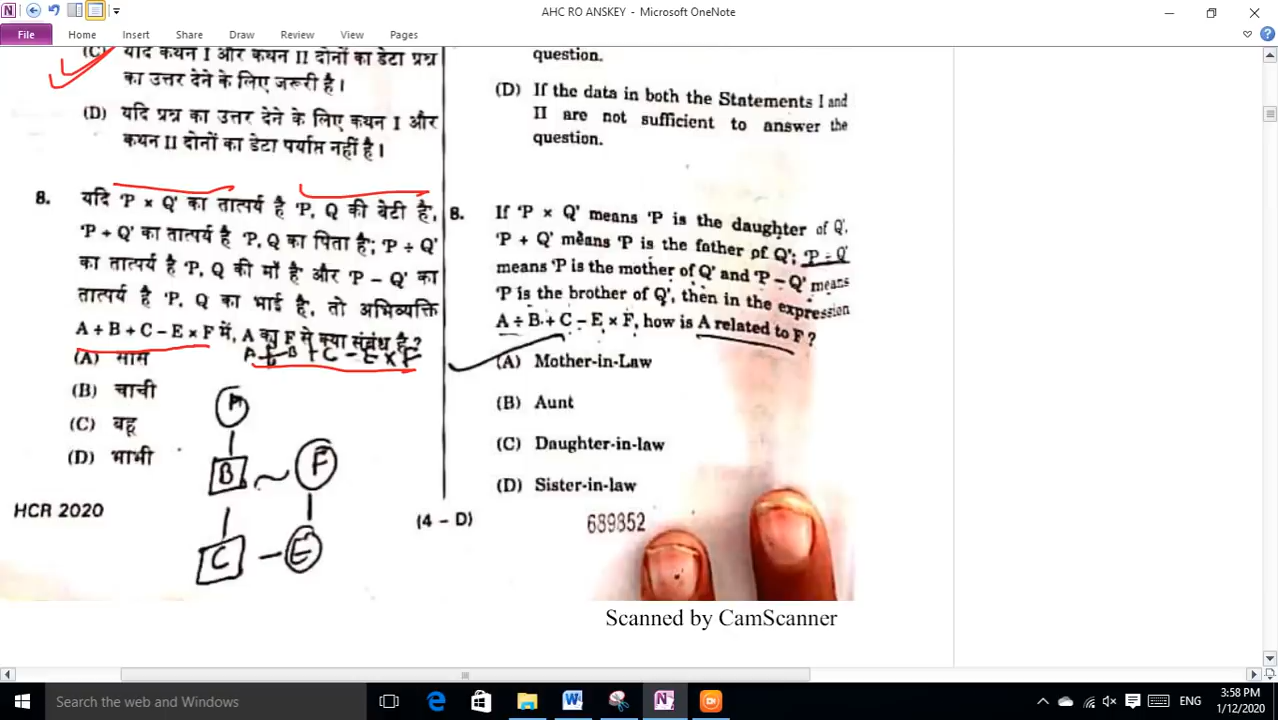 AHC RO ANSKEY - Microsoft OneNote
File Home Insert Share Draw Review View Pages
(C) यदि कथन I और कथन II दोनों का डेटा प्रश्न
का उत्तर देने के लिए जरूरी है।
(D) यदि प्रश्न का उत्तर देने के लिए कथन I और
कथन II दोनों का डेटा पर्याप्त नहीं है।
8. यदि 'P × Q' का तात्पर्य है 'P, Q की बेटी है',
'P + Q' का तात्पर्य है 'P, Q का पिता है'; 'P ÷ Q'
का तात्पर्य है 'P, Q की माँ है' और 'P – Q' का
तात्पर्य है 'P, Q का भाई है', तो अभिव्यक्ति
A + B + C – E × F में, A का F से क्या संबंध है?
A ÷ B + C – E × F
(A) सास
(B) चाची
(C) बहू
(D) भाभी
A
B F
C E
HCR 2020
(4 – D)
question.
(D) If the data in both the Statements I and
II are not sufficient to answer the
question.
8. If 'P × Q' means 'P is the daughter of Q',
'P + Q' means 'P is the father of Q'; 'P ÷ Q'
means 'P is the mother of Q' and 'P – Q' means
'P is the brother of Q', then in the expression
A ÷ B + C – E × F, how is A related to F ?
(A) Mother-in-Law
(B) Aunt
(C) Daughter-in-law
(D) Sister-in-law
689852
Scanned by CamScanner
Search the web and Windows
ENG
3:58 PM
1/12/2020